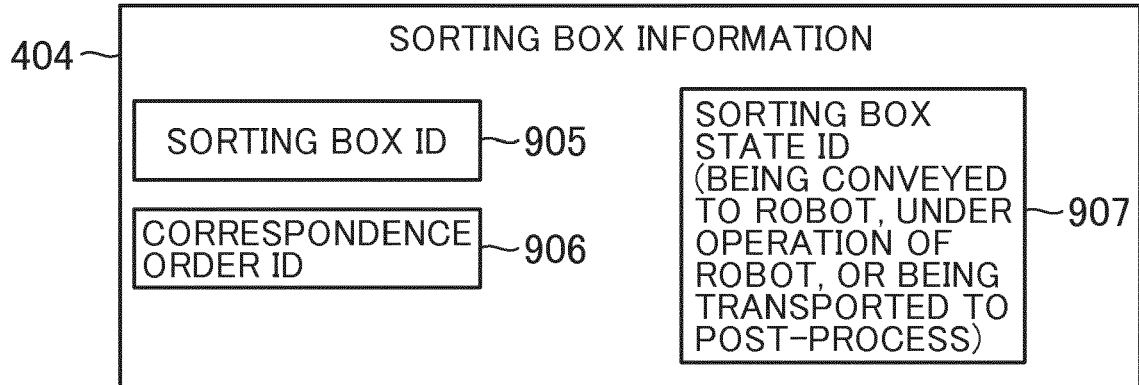 SORTING BOX INFORMATION
404
SORTING BOX ID
905
CORRESPONDENCE
ORDER ID
906
SORTING BOX
STATE ID
(BEING CONVEYED
TO ROBOT, UNDER
OPERATION OF
ROBOT, OR BEING
TRANSPORTED TO
POST-PROCESS)
907